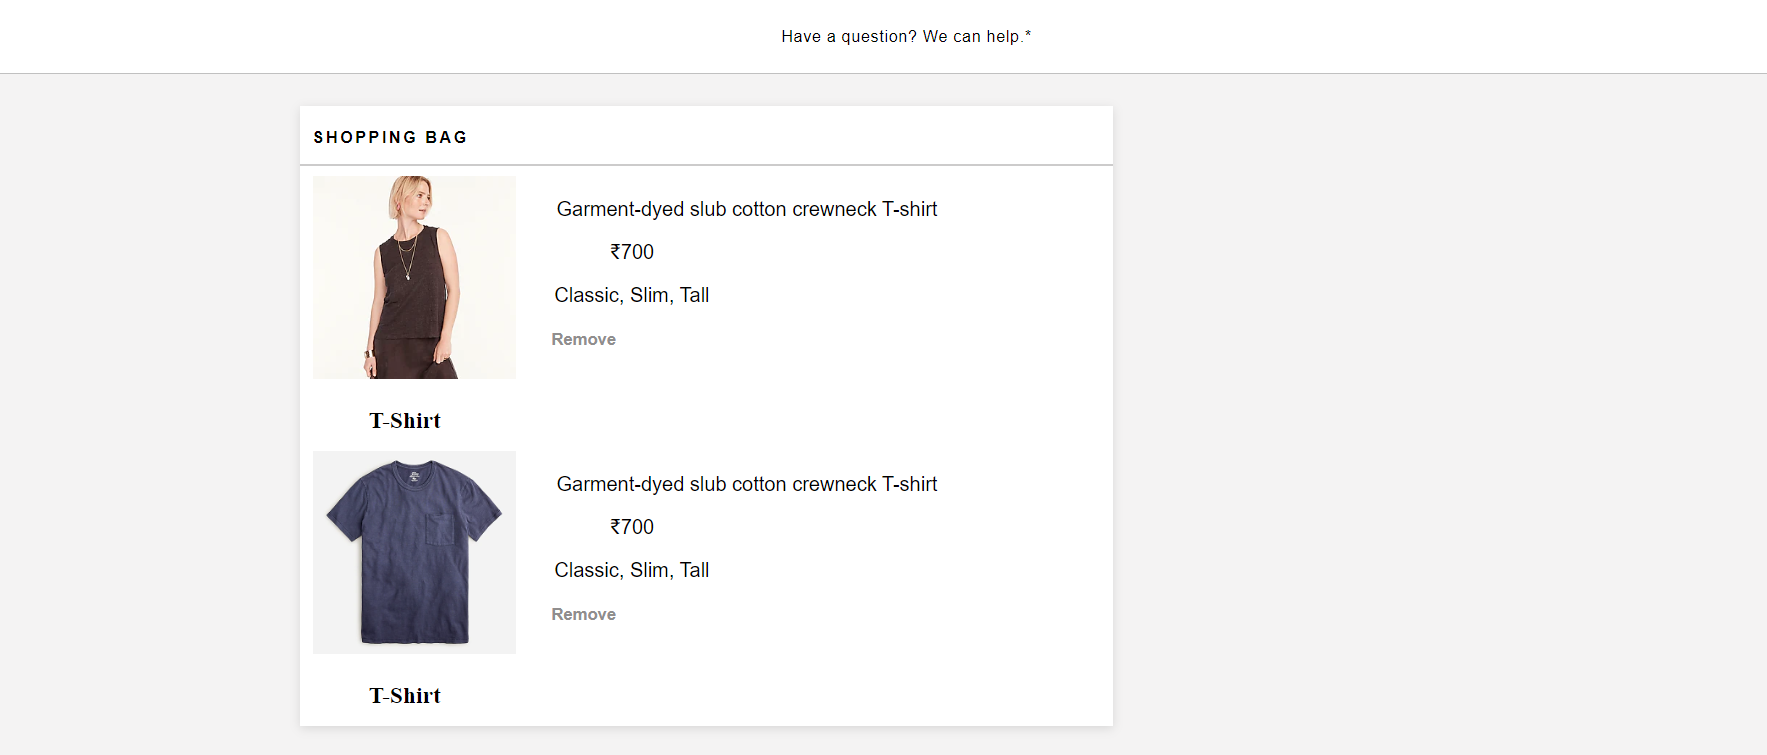 Have a question? We can help.*
SHOPPING BAG
Garment-dyed slub cotton crewneck T-shirt
₹700
Classic, Slim, Tall
Remove
T-Shirt
Garment-dyed slub cotton crewneck T-shirt
₹700
Classic, Slim, Tall
Remove
T-Shirt